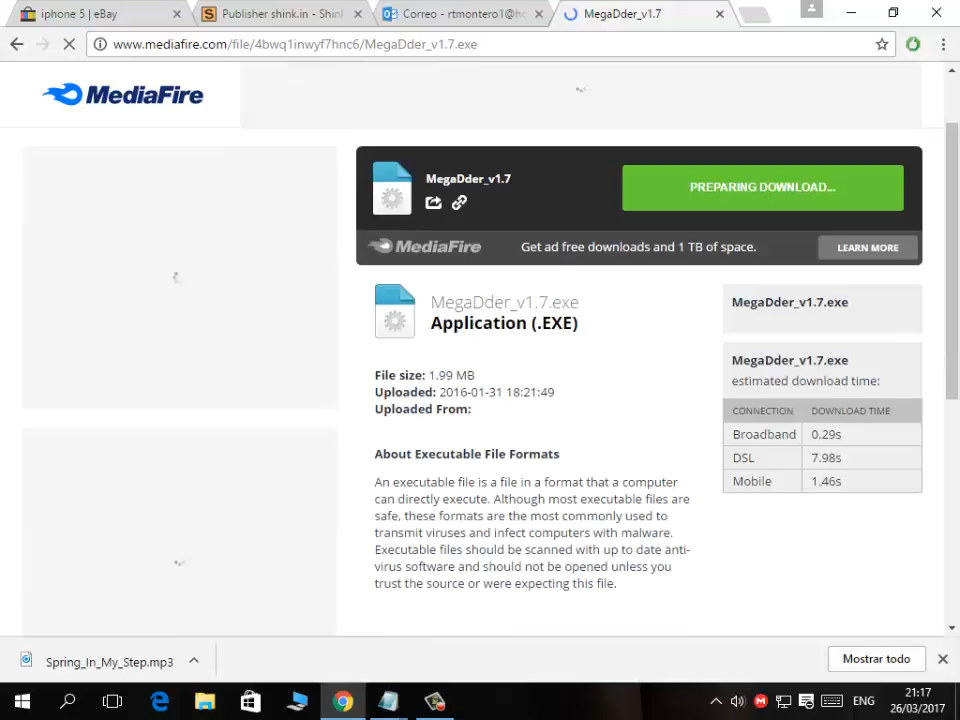 iphone 5 | eBay
Publisher shink.in - Shin
Correo - rtmontero1@h
MegaDder_v1.7
www.mediafire.com/file/4bwq1inwyf7hnc6/MegaDder_v1.7.exe
MediaFire
MegaDder_v1.7
PREPARING DOWNLOAD...
MediaFire
Get ad free downloads and 1 TB of space.
LEARN MORE
MegaDder_v1.7.exe
Application (.EXE)
File size: 1.99 MB
Uploaded: 2016-01-31 18:21:49
Uploaded From:
About Executable File Formats
An executable file is a file in a format that a computer
can directly execute. Although most executable files are
safe, these formats are the most commonly used to
transmit viruses and infect computers with malware.
Executable files should be scanned with up to date anti-
virus software and should not be opened unless you
trust the source or were expecting this file.
MegaDder_v1.7.exe
MegaDder_v1.7.exe
estimated download time:
CONNECTION DOWNLOAD TIME
Broadband 0.29s
DSL 7.98s
Mobile 1.46s
Spring_In_My_Step.mp3
Mostrar todo
ENG
21:17
26/03/2017